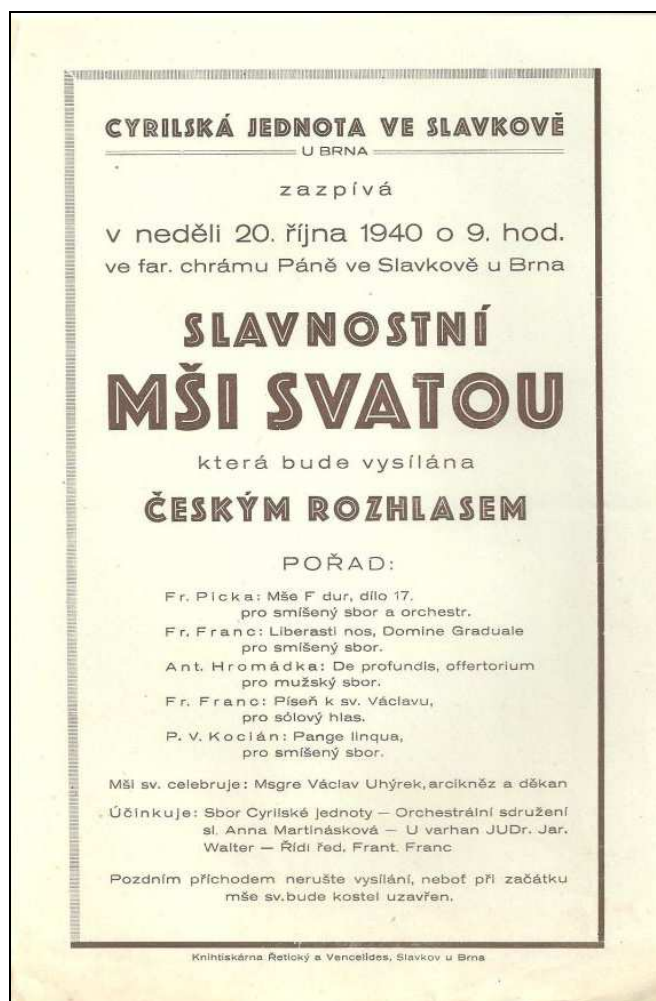 CYRILSKÁ JEDNOTA VE SLAVKOVĚ
U BRNA
zazpívá
v neděli 20. října 1940 o 9. hod.
ve far. chrámu Páně ve Slavkově u Brna
SLAVNOSTNÍ
MŠI SVATOU
která bude vysílána
ČESKÝM ROZHLASEM
POŘAD:
Fr. Picka: Mše F dur, dílo 17.
pro smíšený sbor a orchestr.
Fr. Franc: Liberasti nos, Domine Graduale
pro smíšený sbor.
Ant. Hromádka: De profundis, offertorium
pro mužský sbor.
Fr. Franc: Píseň k sv. Václavu,
pro sólový hlas.
P. V. Kocián: Pange linqua,
pro smíšený sbor.
Mši sv. celebruje: Msgre Václav Uhýrek, arcikněz a děkan
Účinkuje: Sbor Cyrilské jednoty — Orchestrální sdružení
sl. Anna Martinásková — U varhan JUDr. Jar.
Walter — Řídí řed. Frant. Franc
Pozdním příchodem nerušte vysílání, neboť při začátku
mše sv. bude kostel uzavřen.
Knihtiskárna Řetický a Vencelides, Slavkov u Brna